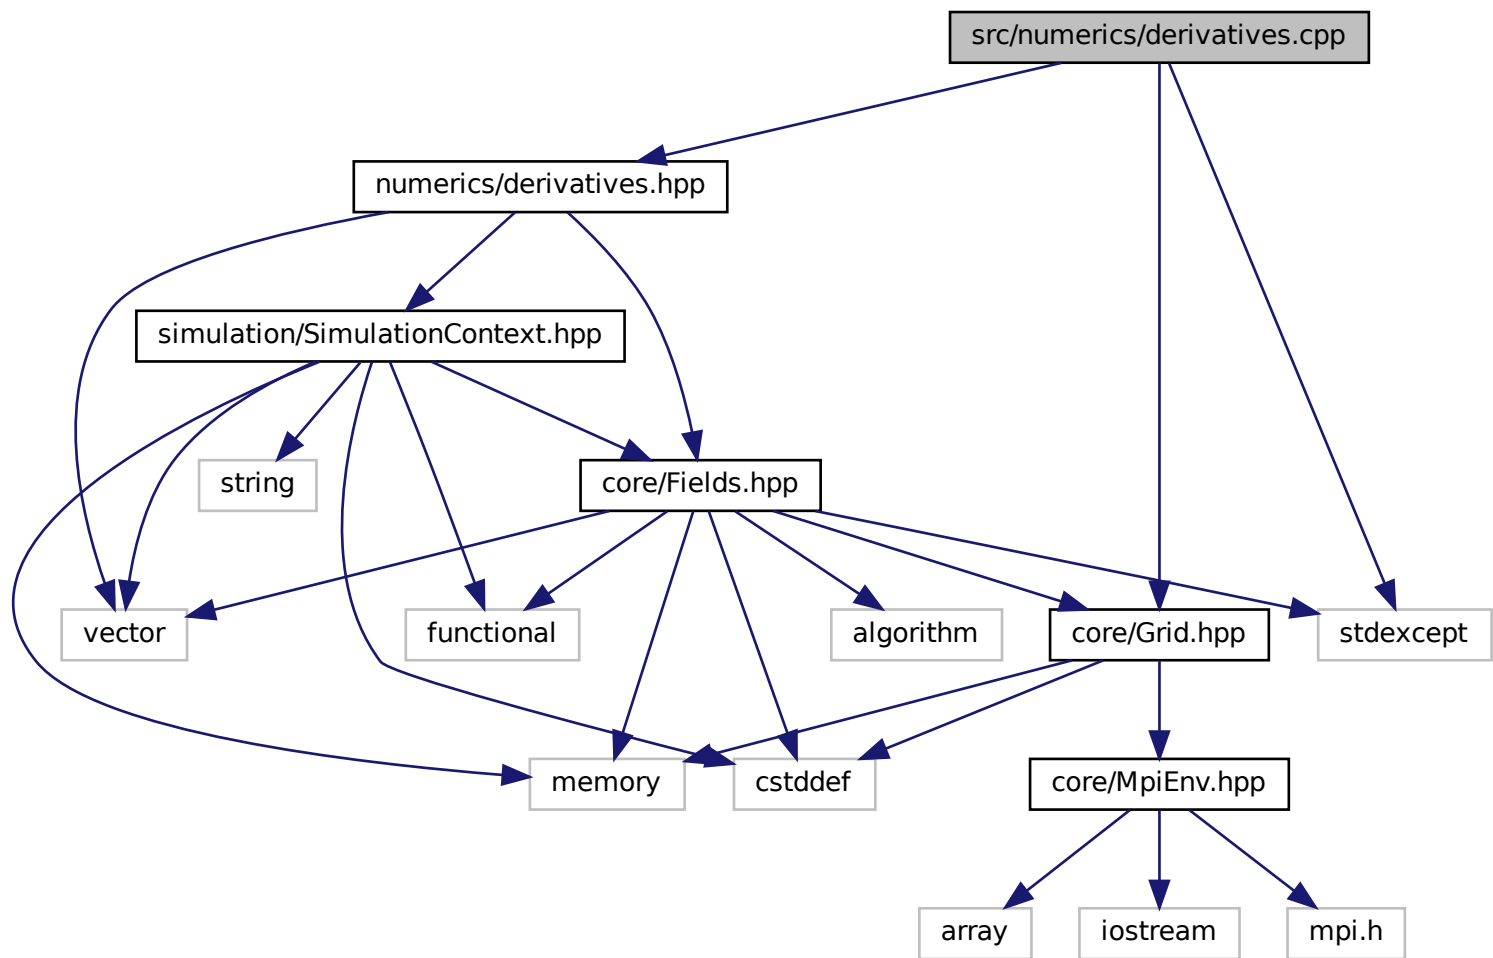 src/numerics/derivatives.cpp
numerics/derivatives.hpp
simulation/SimulationContext.hpp
string
core/Fields.hpp
vector
functional
algorithm
core/Grid.hpp
stdexcept
memory
cstddef
core/MpiEnv.hpp
array
iostream
mpi.h